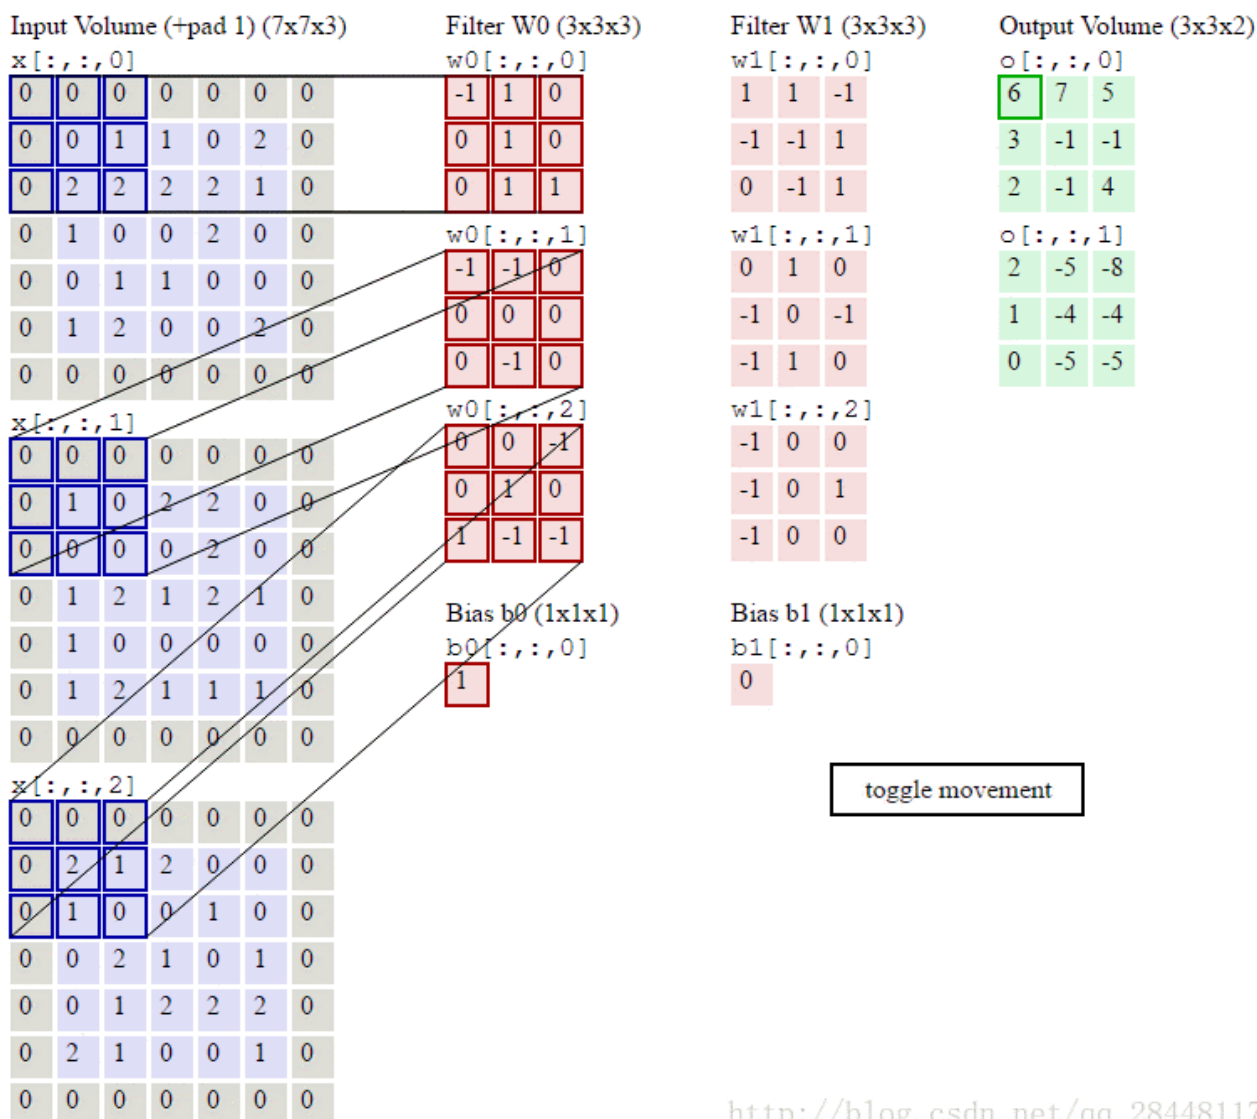 Input Volume (+pad 1) (7x7x3)
x[:,:,0]
0 0 0 0 0 0 0
0 0 1 1 0 2 0
0 2 2 2 2 1 0
0 1 0 0 2 0 0
0 0 1 1 0 0 0
0 1 2 0 0 2 0
0 0 0 0 0 0 0
x[:,:,1]
0 0 0 0 0 0 0
0 1 0 2 2 0 0
0 0 0 0 2 0 0
0 1 2 1 2 1 0
0 1 0 0 0 0 0
0 1 2 1 1 1 0
0 0 0 0 0 0 0
x[:,:,2]
0 0 0 0 0 0 0
0 2 1 2 0 0 0
0 1 0 0 1 0 0
0 0 2 1 0 1 0
0 0 1 2 2 2 0
0 2 1 0 0 1 0
0 0 0 0 0 0 0
Filter W0 (3x3x3)
w0[:,:,0]
-1 1 0
0 1 0
0 1 1
w0[:,:,1]
-1 -1 0
0 0 0
0 -1 0
w0[:,:,2]
0 0 -1
0 1 0
1 -1 -1
Bias b0 (1x1x1)
b0[:,:,0]
1
Filter W1 (3x3x3)
w1[:,:,0]
1 1 -1
-1 -1 1
0 -1 1
w1[:,:,1]
0 1 0
-1 0 -1
-1 1 0
w1[:,:,2]
-1 0 0
-1 0 1
-1 0 0
Bias b1 (1x1x1)
b1[:,:,0]
0
Output Volume (3x3x2)
o[:,:,0]
6 7 5
3 -1 -1
2 -1 4
o[:,:,1]
2 -5 -8
1 -4 -4
0 -5 -5
toggle movement
http://blog.csdn.net/qq_28448117